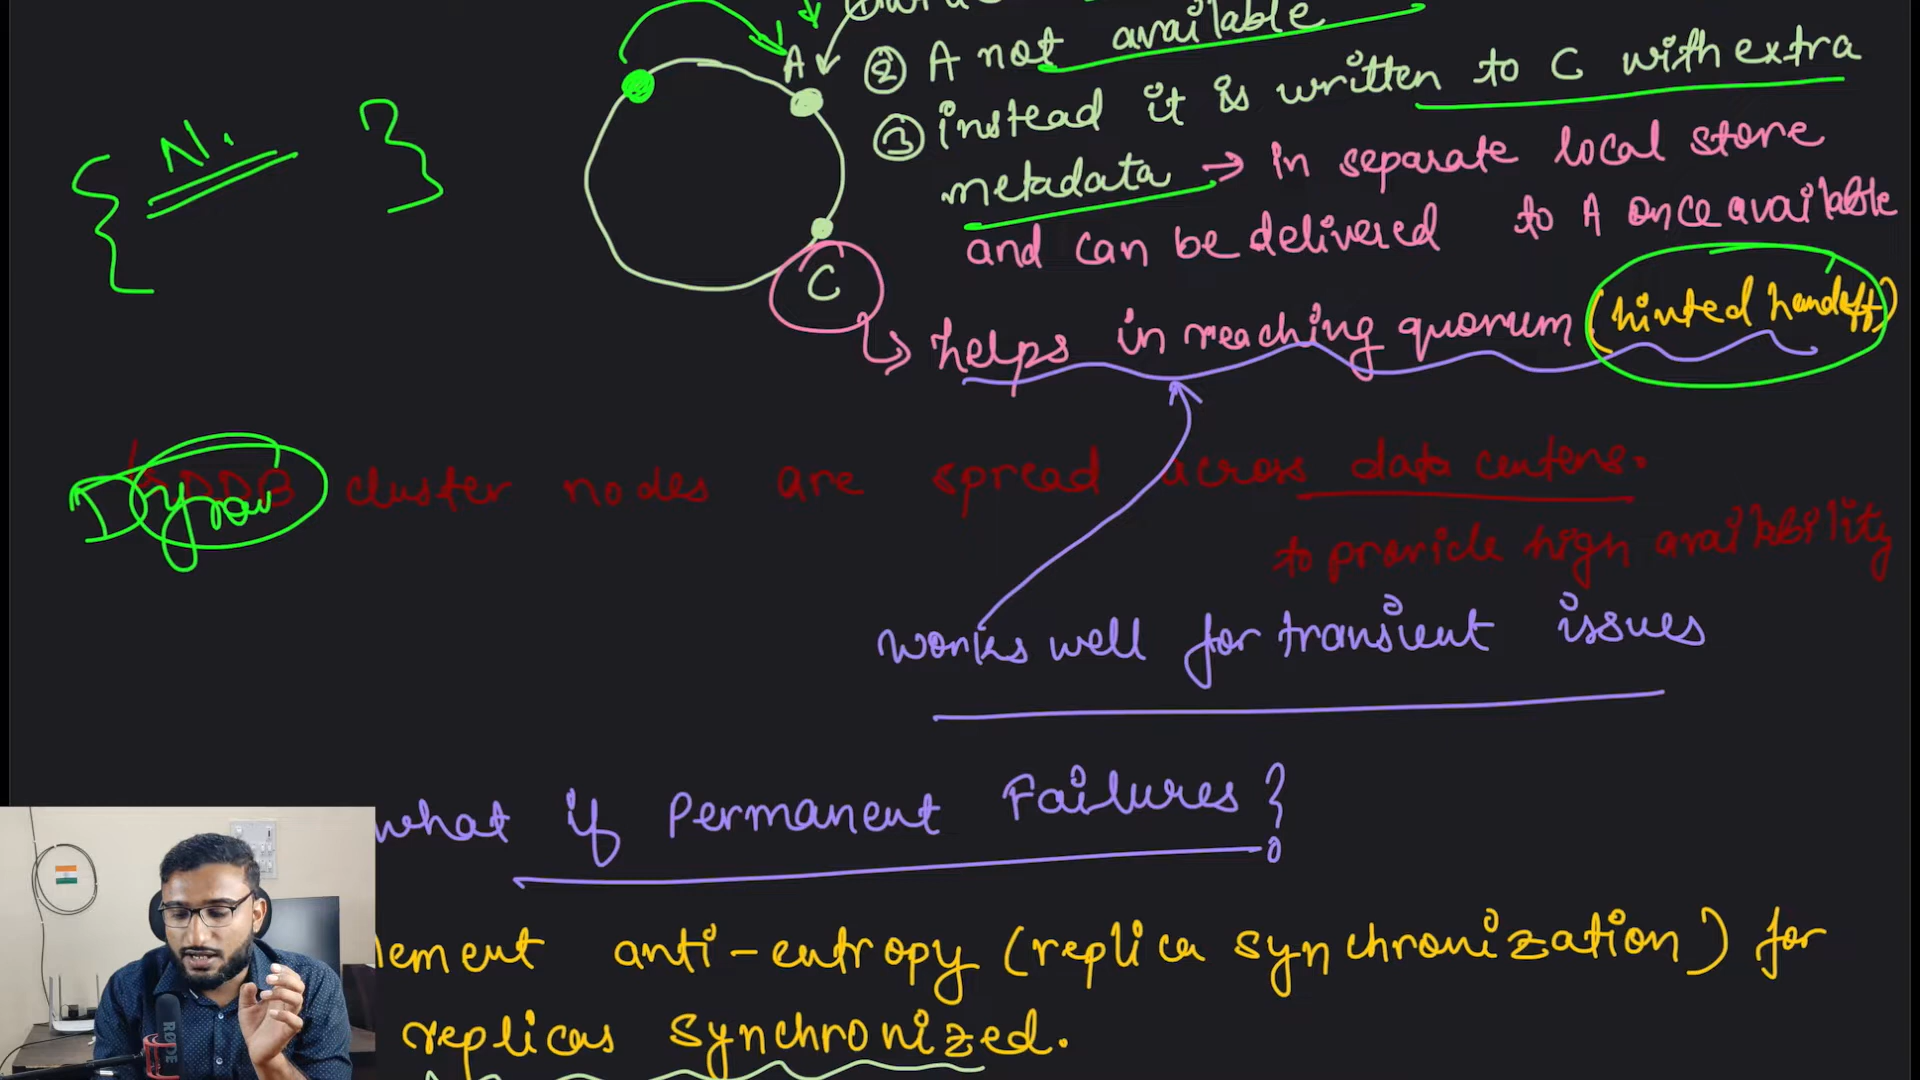 A
② A not available
③ instead it is written to C with extra
metadata → in separate local store
and can be delivered to A once available
N.
C
helps in reaching quorum (hinted handoff)
DDB cluster nodes are spread across data centers.
to provide high availability
works well for transient issues
what if Permanent Failures?
lement anti-entropy (replica synchronization) for
replicas synchronized.
RODE